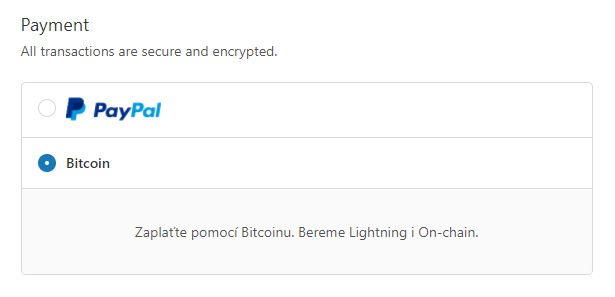 Payment
All transactions are secure and encrypted.
PayPal
Bitcoin
Zaplaťte pomocí Bitcoinu. Bereme Lightning i On-chain.